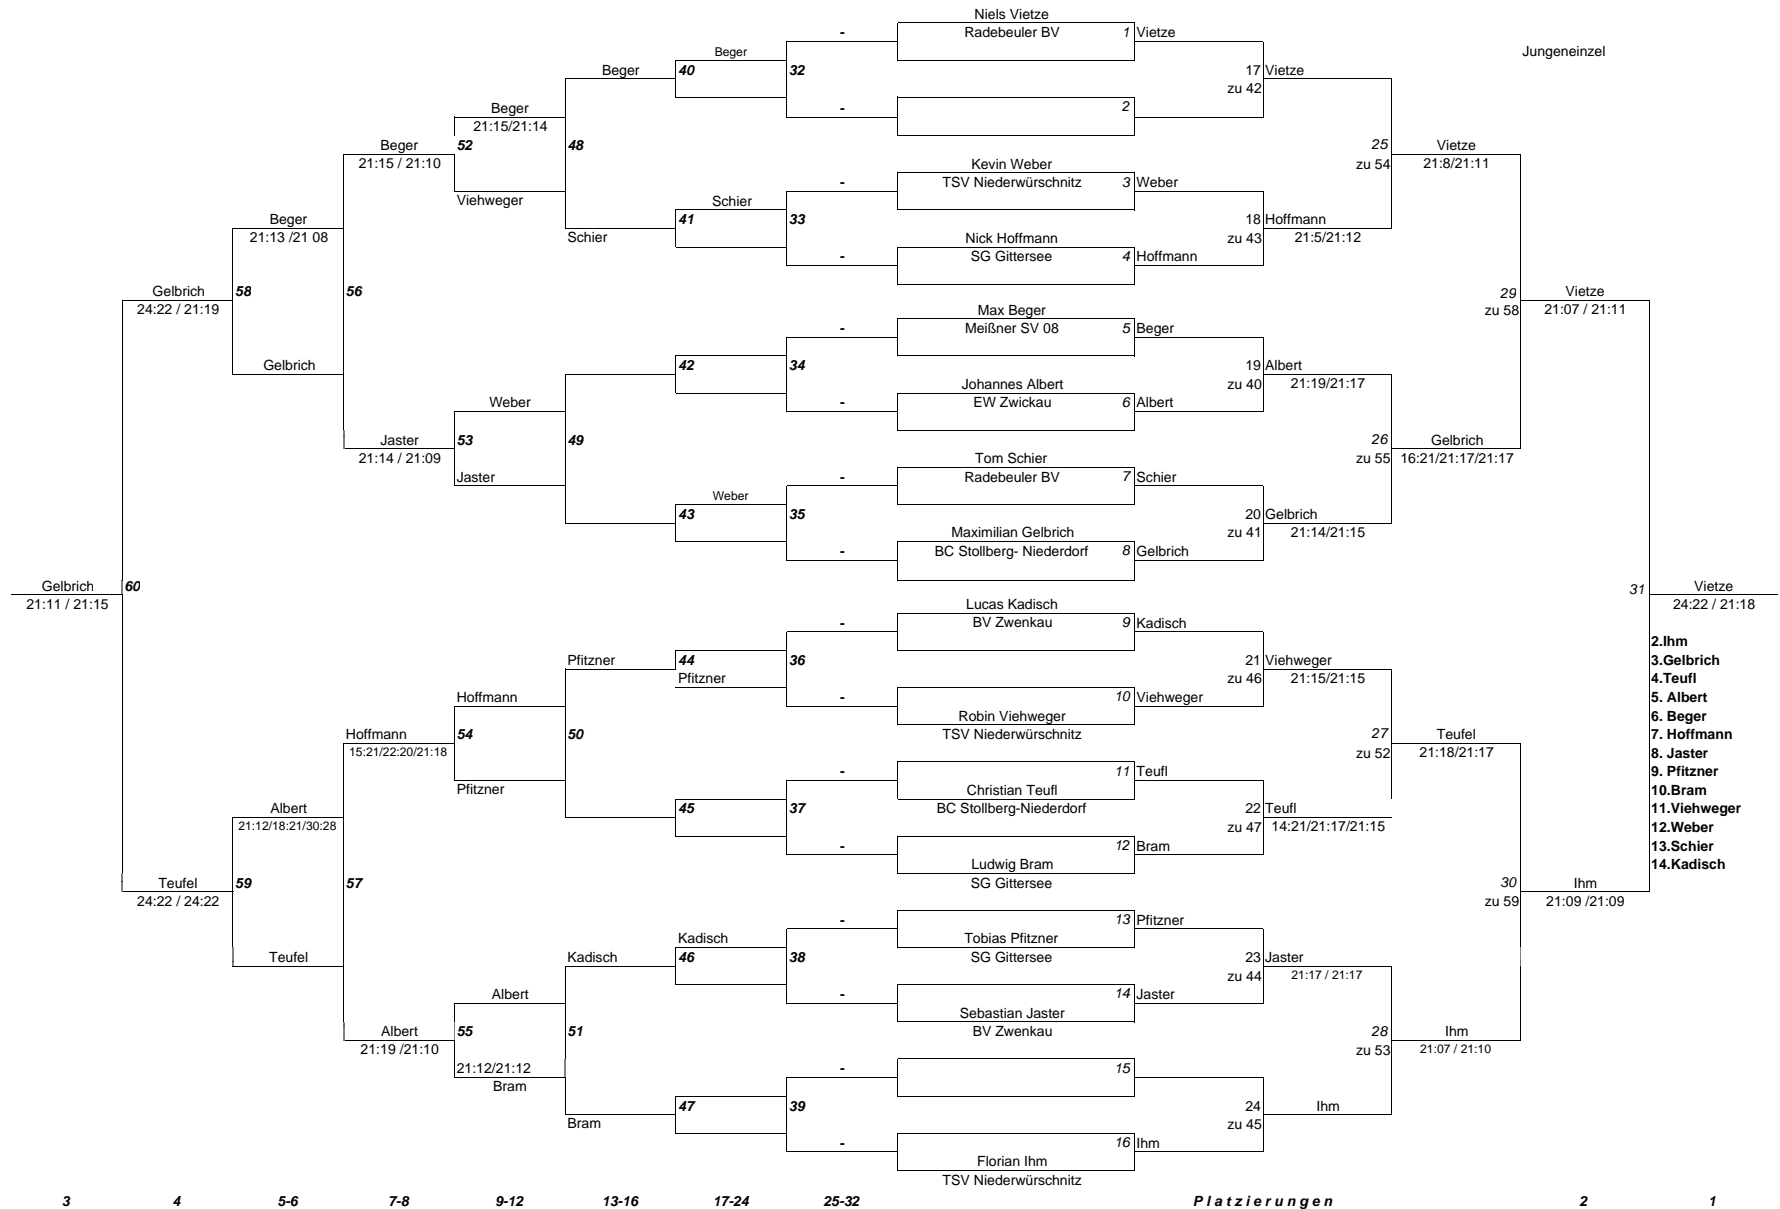 Niels Vietze
- Radebeuler BV 1 Vietze
Beger Jungeneinzel
Beger 40 32 17 Vietze
zu 42
Beger - 2
21:15/21:14
Beger 52 48 25 Vietze
21:15 / 21:10 Kevin Weber zu 54 21:8/21:11
- TSV Niederwürschnitz 3 Weber
Viehweger Schier
Beger 41 33 18 Hoffmann
21:13 /21 08 Schier Nick Hoffmann zu 43 21:5/21:12
- SG Gittersee 4 Hoffmann
Gelbrich 58 56 29 Vietze
24:22 / 21:19 Max Beger zu 58 21:07 / 21:11
- Meißner SV 08 5 Beger
Gelbrich 42 34 19 Albert
Johannes Albert zu 40 21:19/21:17
Weber - EW Zwickau 6 Albert
Jaster 53 49 26 Gelbrich
21:14 / 21:09 Tom Schier zu 55 16:21/21:17/21:17
Jaster - Radebeuler BV 7 Schier
Weber
43 35 20 Gelbrich
Maximilian Gelbrich zu 41 21:14/21:15
- BC Stollberg- Niederdorf 8 Gelbrich
Gelbrich 60 31 Vietze
21:11 / 21:15 Lucas Kadisch 24:22 / 21:18
- BV Zwenkau 9 Kadisch
2.Ihm
Pfitzner 44 36 21 Viehweger 3.Gelbrich
Pfitzner zu 46 21:15/21:15 4.Teufl
Hoffmann - 10 Viehweger 5. Albert
Robin Viehweger 6. Beger
Hoffmann 54 50 TSV Niederwürschnitz 27 Teufel 7. Hoffmann
15:21/22:20/21:18 zu 52 21:18/21:17 8. Jaster
- 11 Teufl 9. Pfitzner
Pfitzner Christian Teufl 10.Bram
Albert 45 37 BC Stollberg-Niederdorf 22 Teufl 11.Viehweger
21:12/18:21/30:28 zu 47 14:21/21:17/21:15 12.Weber
- 12 Bram 13.Schier
Ludwig Bram 14.Kadisch
Teufel 59 57 SG Gittersee 30 Ihm
24:22 / 24:22 zu 59 21:09 /21:09
- 13 Pfitzner
Kadisch Tobias Pfitzner
Teufel Kadisch 46 38 SG Gittersee 23 Jaster
zu 44 21:17 / 21:17
Albert - 14 Jaster
Sebastian Jaster
Albert 55 51 BV Zwenkau 28 Ihm
21:19 /21:10 zu 53 21:07 / 21:10
21:12/21:12 - 15
Bram
47 39 24 Ihm
Bram zu 45
- 16 Ihm
Florian Ihm
TSV Niederwürschnitz
3 4 5-6 7-8 9-12 13-16 17-24 25-32 Platzierungen 2 1